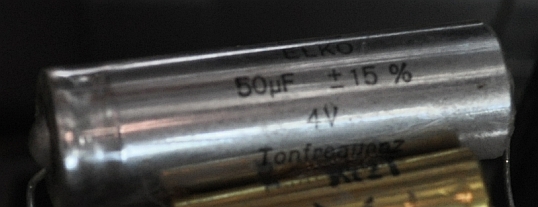 ELKO
50µF ±15 %
4V
Tonfrequenz